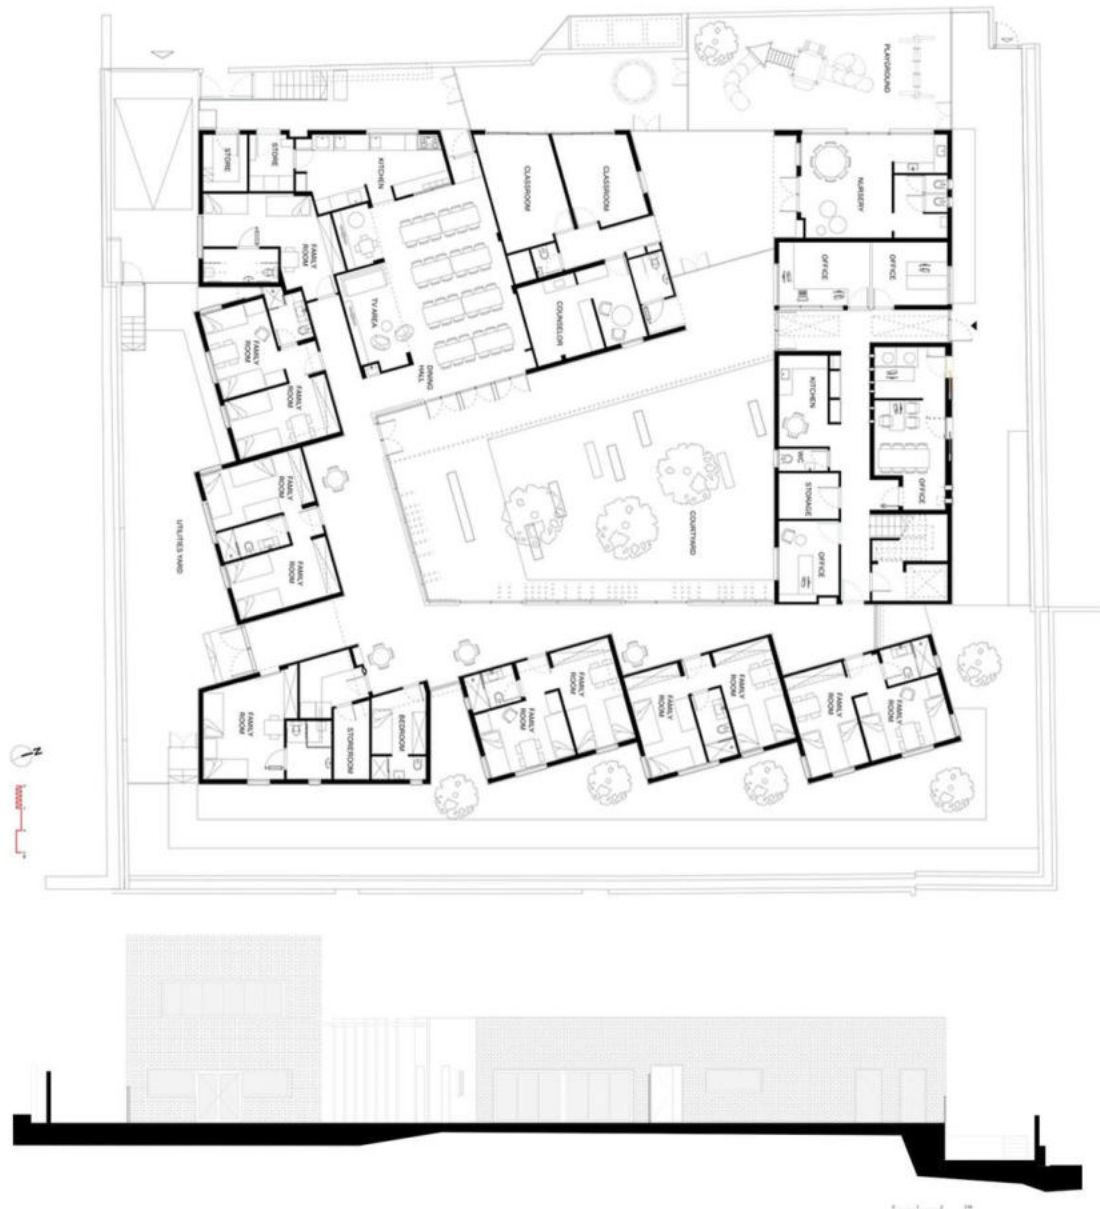 PLAYGROUND
STORE
STORE
KITCHEN
CLASSROOM
CLASSROOM
NURSERY
FAMILY
ROOM
OFFICE
OFFICE
TV AREA
COUNSELOR
FAMILY
ROOM
FAMILY
ROOM
DINING
HALL
KITCHEN
WC
STORAGE
OFFICE
OFFICE
COURTYARD
FAMILY
ROOM
FAMILY
ROOM
UTILITIES YARD
FAMILY
ROOM
STOREROOM
BEDROOM
FAMILY
ROOM
FAMILY
ROOM
FAMILY
ROOM
FAMILY
ROOM
FAMILY
ROOM
FAMILY
ROOM
N